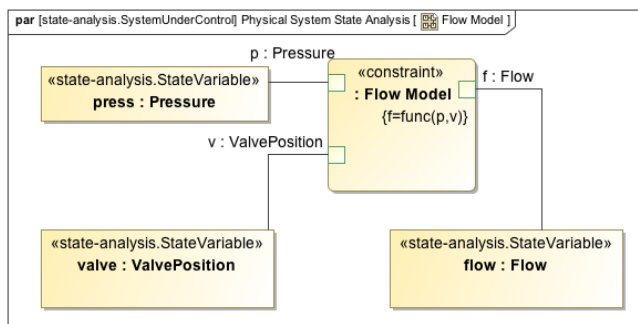 par [state-analysis.SystemUnderControl] Physical System State Analysis [ Flow Model ]
p : Pressure
«state-analysis.StateVariable»
press : Pressure
«constraint»
: Flow Model
{f=func(p,v)}
f : Flow
v : ValvePosition
«state-analysis.StateVariable»
valve : ValvePosition
«state-analysis.StateVariable»
flow : Flow